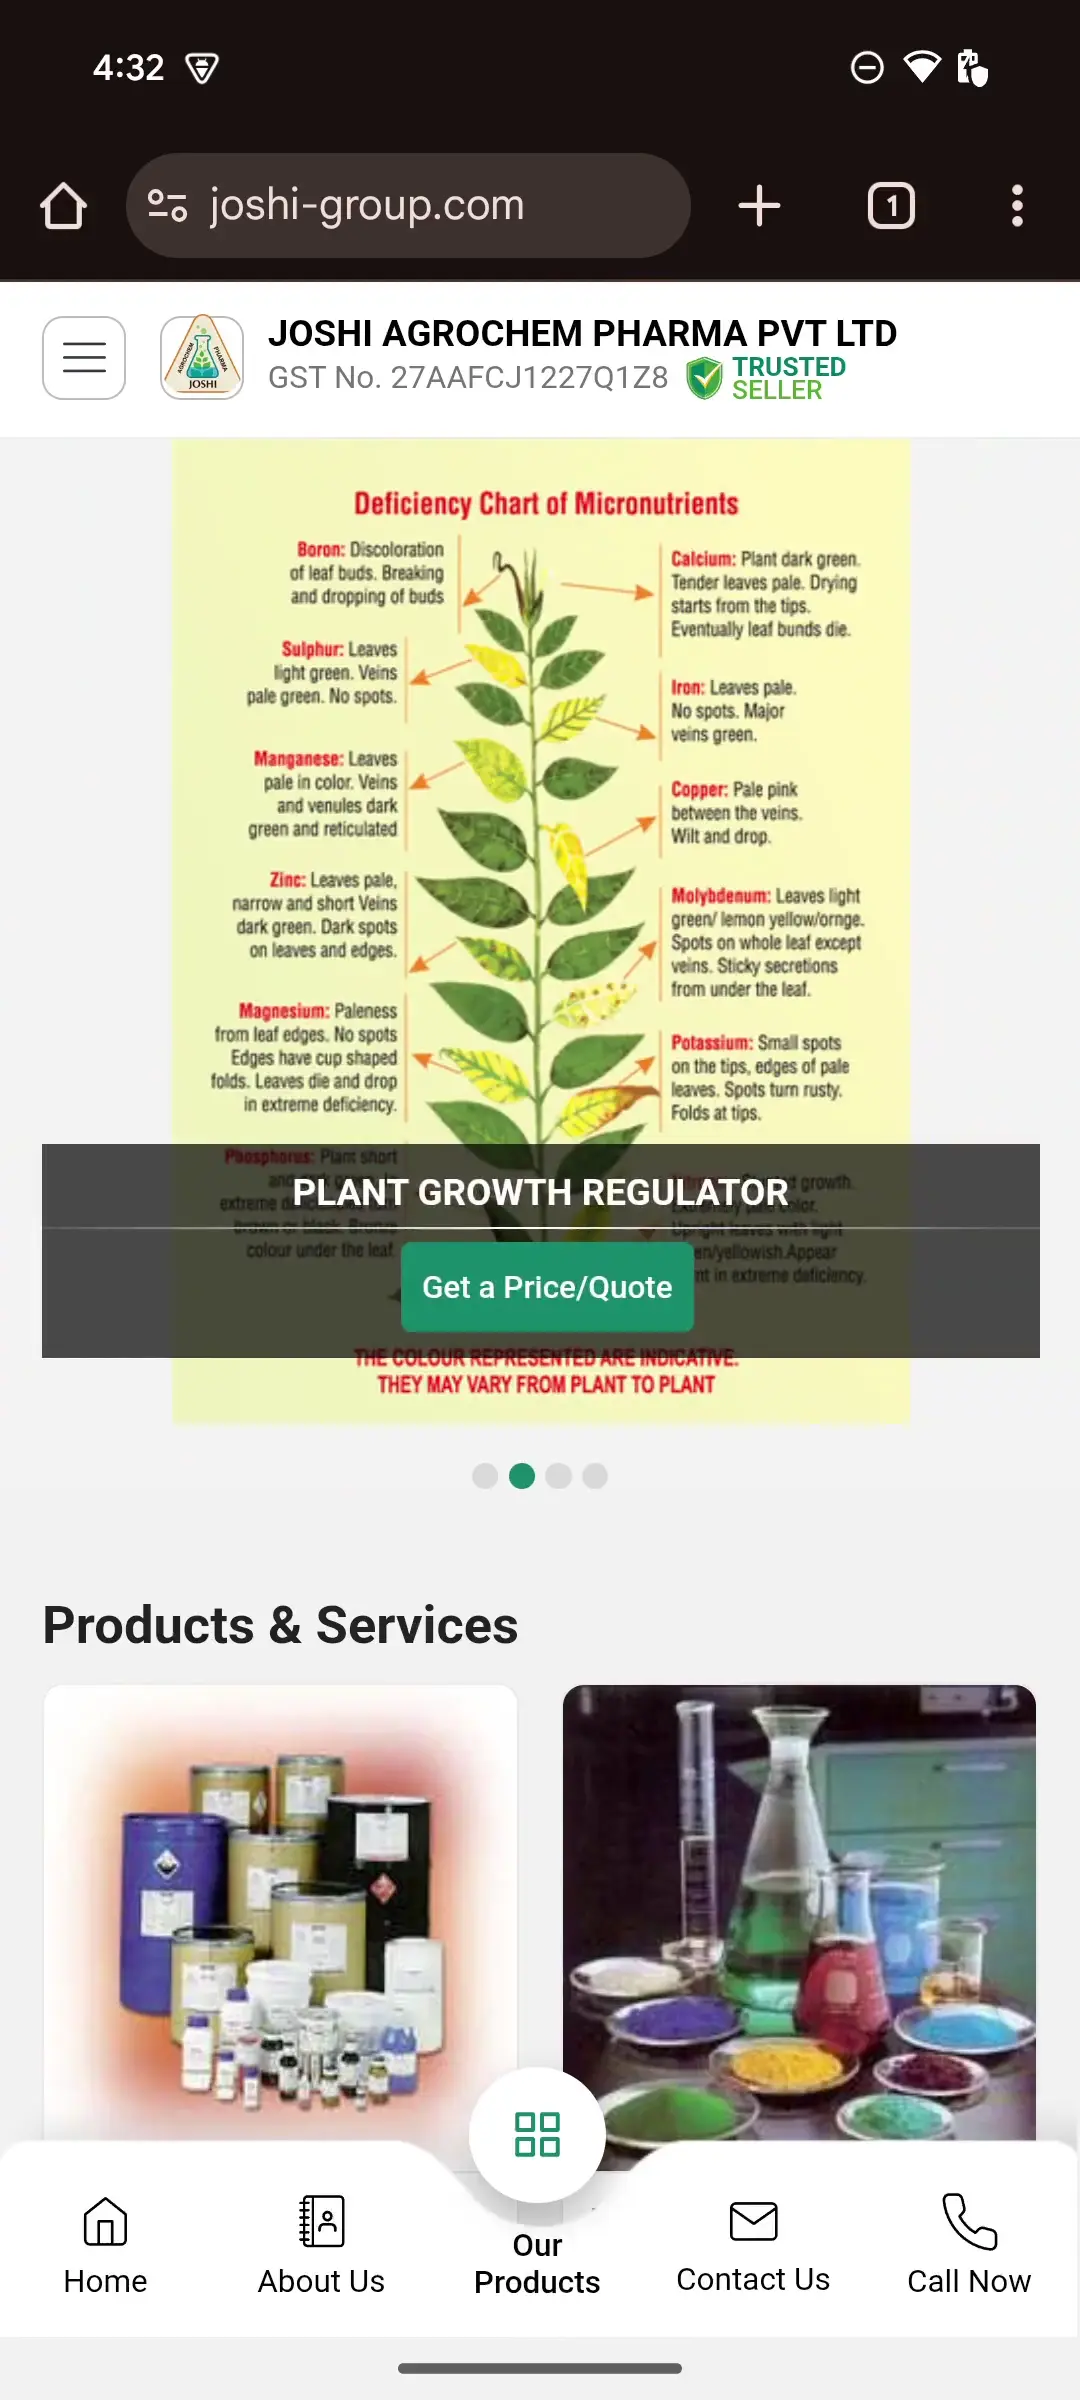 4:32
joshi-group.com
1
JOSHI AGROCHEM PHARMA PVT LTD
GST No. 27AAFCJ1227Q1Z8
TRUSTED
SELLER
AGROCHEM
PHARMA
JOSHI
Deficiency Chart of Micronutrients
Boron: Discoloration
of leaf buds. Breaking
and dropping of buds
Sulphur: Leaves
light green. Veins
pale green. No spots.
Manganese: Leaves
pale in color. Veins
and venules dark
green and reticulated
Zinc: Leaves pale,
narrow and short Veins
dark green. Dark spots
on leaves and edges.
Magnesium: Paleness
from leaf edges. No spots
Edges have cup shaped
folds. Leaves die and drop
in extreme deficiency.
Phosphorus: Plant short
and dark green. In
extreme deficiencies turn
brown or black. Bronze
colour under the leaf.
Calcium: Plant dark green.
Tender leaves pale. Drying
starts from the tips.
Eventually leaf bunds die.
Iron: Leaves pale.
No spots. Major
veins green.
Copper: Pale pink
between the veins.
Wilt and drop.
Molybdenum: Leaves light
green/ lemon yellow/ornge.
Spots on whole leaf except
veins. Sticky secretions
from under the leaf.
Potassium: Small spots
on the tips, edges of pale
leaves. Spots turn rusty.
Folds at tips.
growth.
Extremely pale color.
Upright leaves with light
en/yellowish.Appear
nt in extreme deficiency.
PLANT GROWTH REGULATOR
Get a Price/Quote
THE COLOUR REPRESENTED ARE INDICATIVE.
THEY MAY VARY FROM PLANT TO PLANT
Products & Services
Home
About Us
Our
Products
Contact Us
Call Now